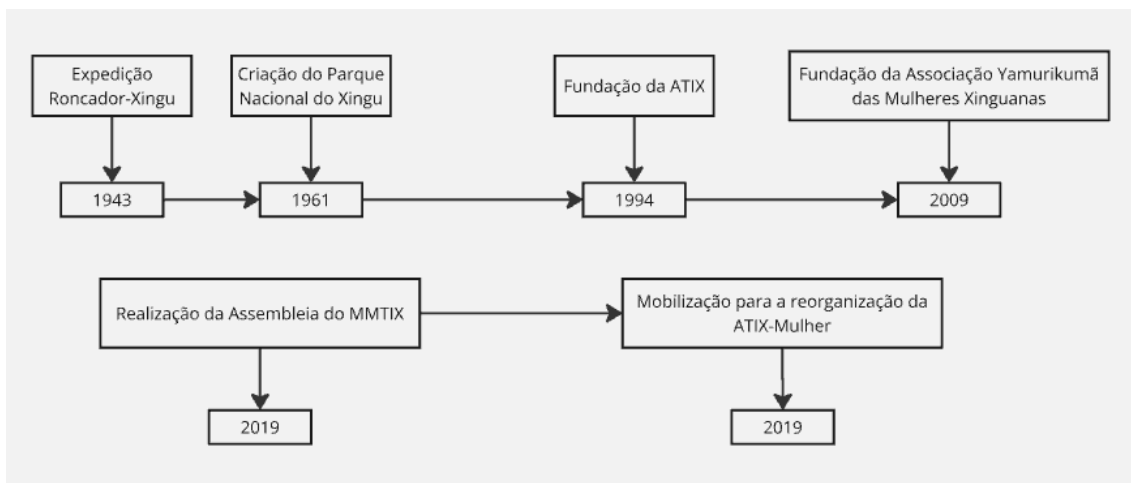 Expedição
Roncador-Xingu
Criação do Parque
Nacional do Xingu
Fundação da ATIX
Fundação da Associação Yamurikumã
das Mulheres Xinguanas
1943
1961
1994
2009
Realização da Assembleia do MMTIX
Mobilização para a reorganização da
ATIX-Mulher
2019
2019